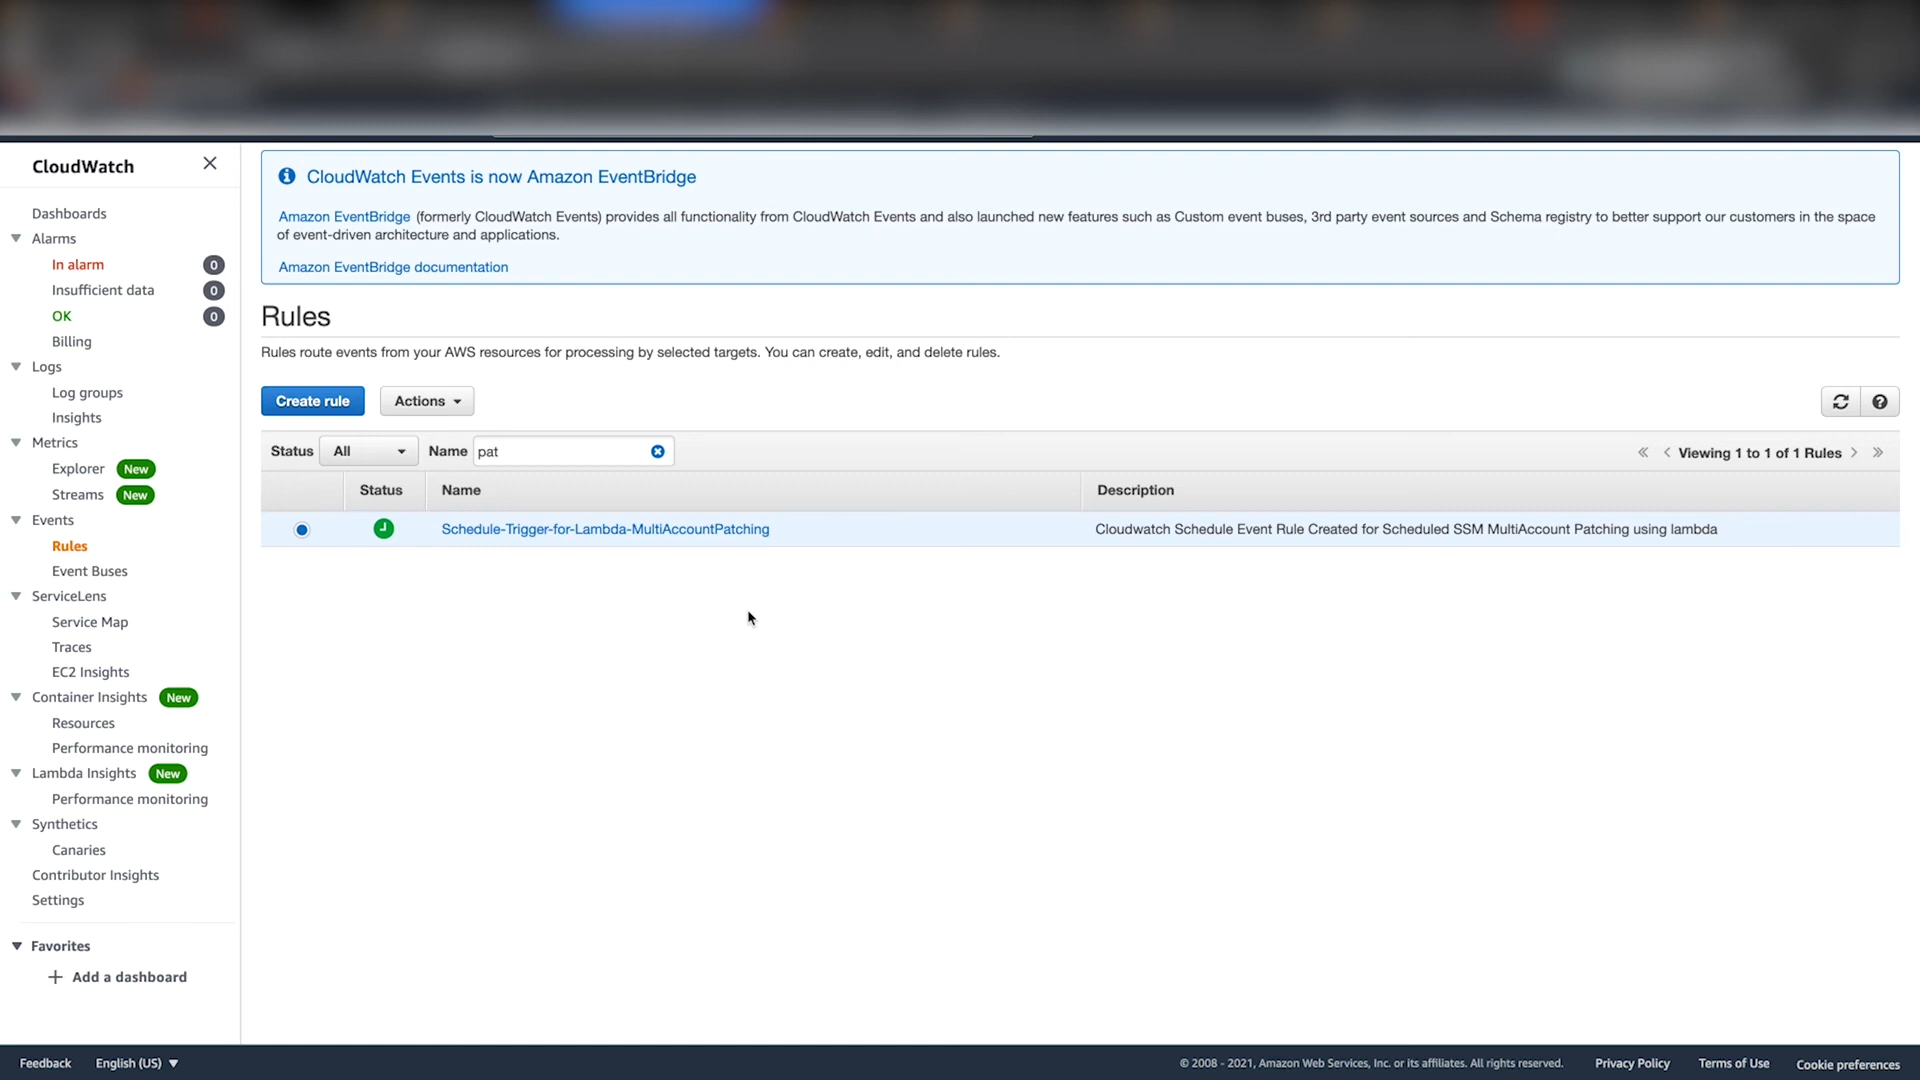 CloudWatch
Dashboards
Alarms
In alarm 0
Insufficient data 0
OK 0
Billing
Logs
Log groups
Insights
Metrics
Explorer New
Streams New
Events
Rules
Event Buses
ServiceLens
Service Map
Traces
EC2 Insights
Container Insights New
Resources
Performance monitoring
Lambda Insights New
Performance monitoring
Synthetics
Canaries
Contributor Insights
Settings
Favorites
Add a dashboard
CloudWatch Events is now Amazon EventBridge
Amazon EventBridge (formerly CloudWatch Events) provides all functionality from CloudWatch Events and also launched new features such as Custom event buses, 3rd party event sources and Schema registry to better support our customers in the space
of event-driven architecture and applications.
Amazon EventBridge documentation
Rules
Rules route events from your AWS resources for processing by selected targets. You can create, edit, and delete rules.
Create rule Actions
Status All Name pat Viewing 1 to 1 of 1 Rules
Status Name Description
Schedule-Trigger-for-Lambda-MultiAccountPatching Cloudwatch Schedule Event Rule Created for Scheduled SSM MultiAccount Patching using lambda
Feedback English (US) © 2008 - 2021, Amazon Web Services, Inc. or its affiliates. All rights reserved. Privacy Policy Terms of Use Cookie preferences